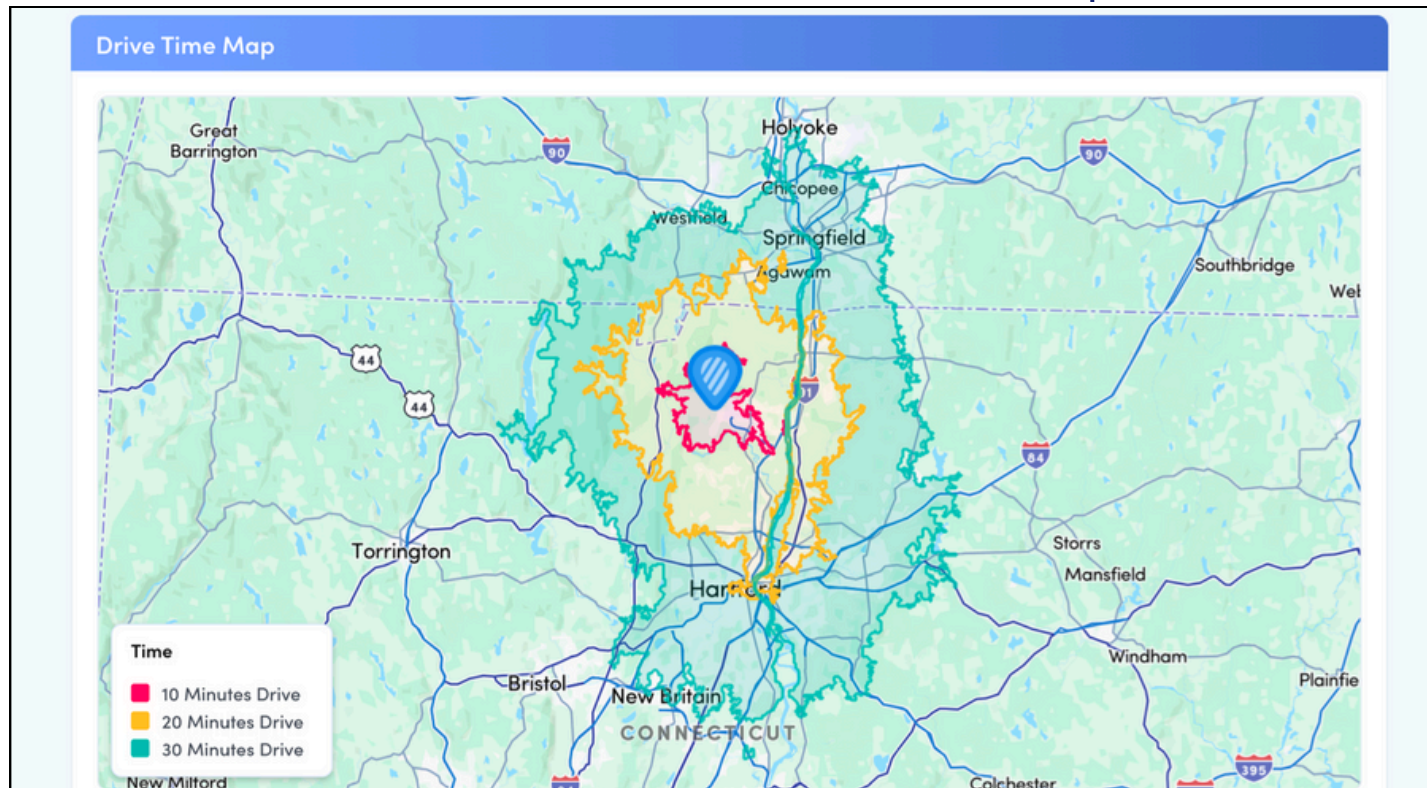 Drive Time Map
Great
Barrington
90
Holyoke
90
Chicopee
Westfield
Springfield
Agawam
Southbridge
44
44
84
Torrington
Storrs
Mansfield
Hartford
Windham
Bristol
New Britain
Plainfie
CONNECTICUT
Time
10 Minutes Drive
20 Minutes Drive
30 Minutes Drive
New Milford
Colchester
395